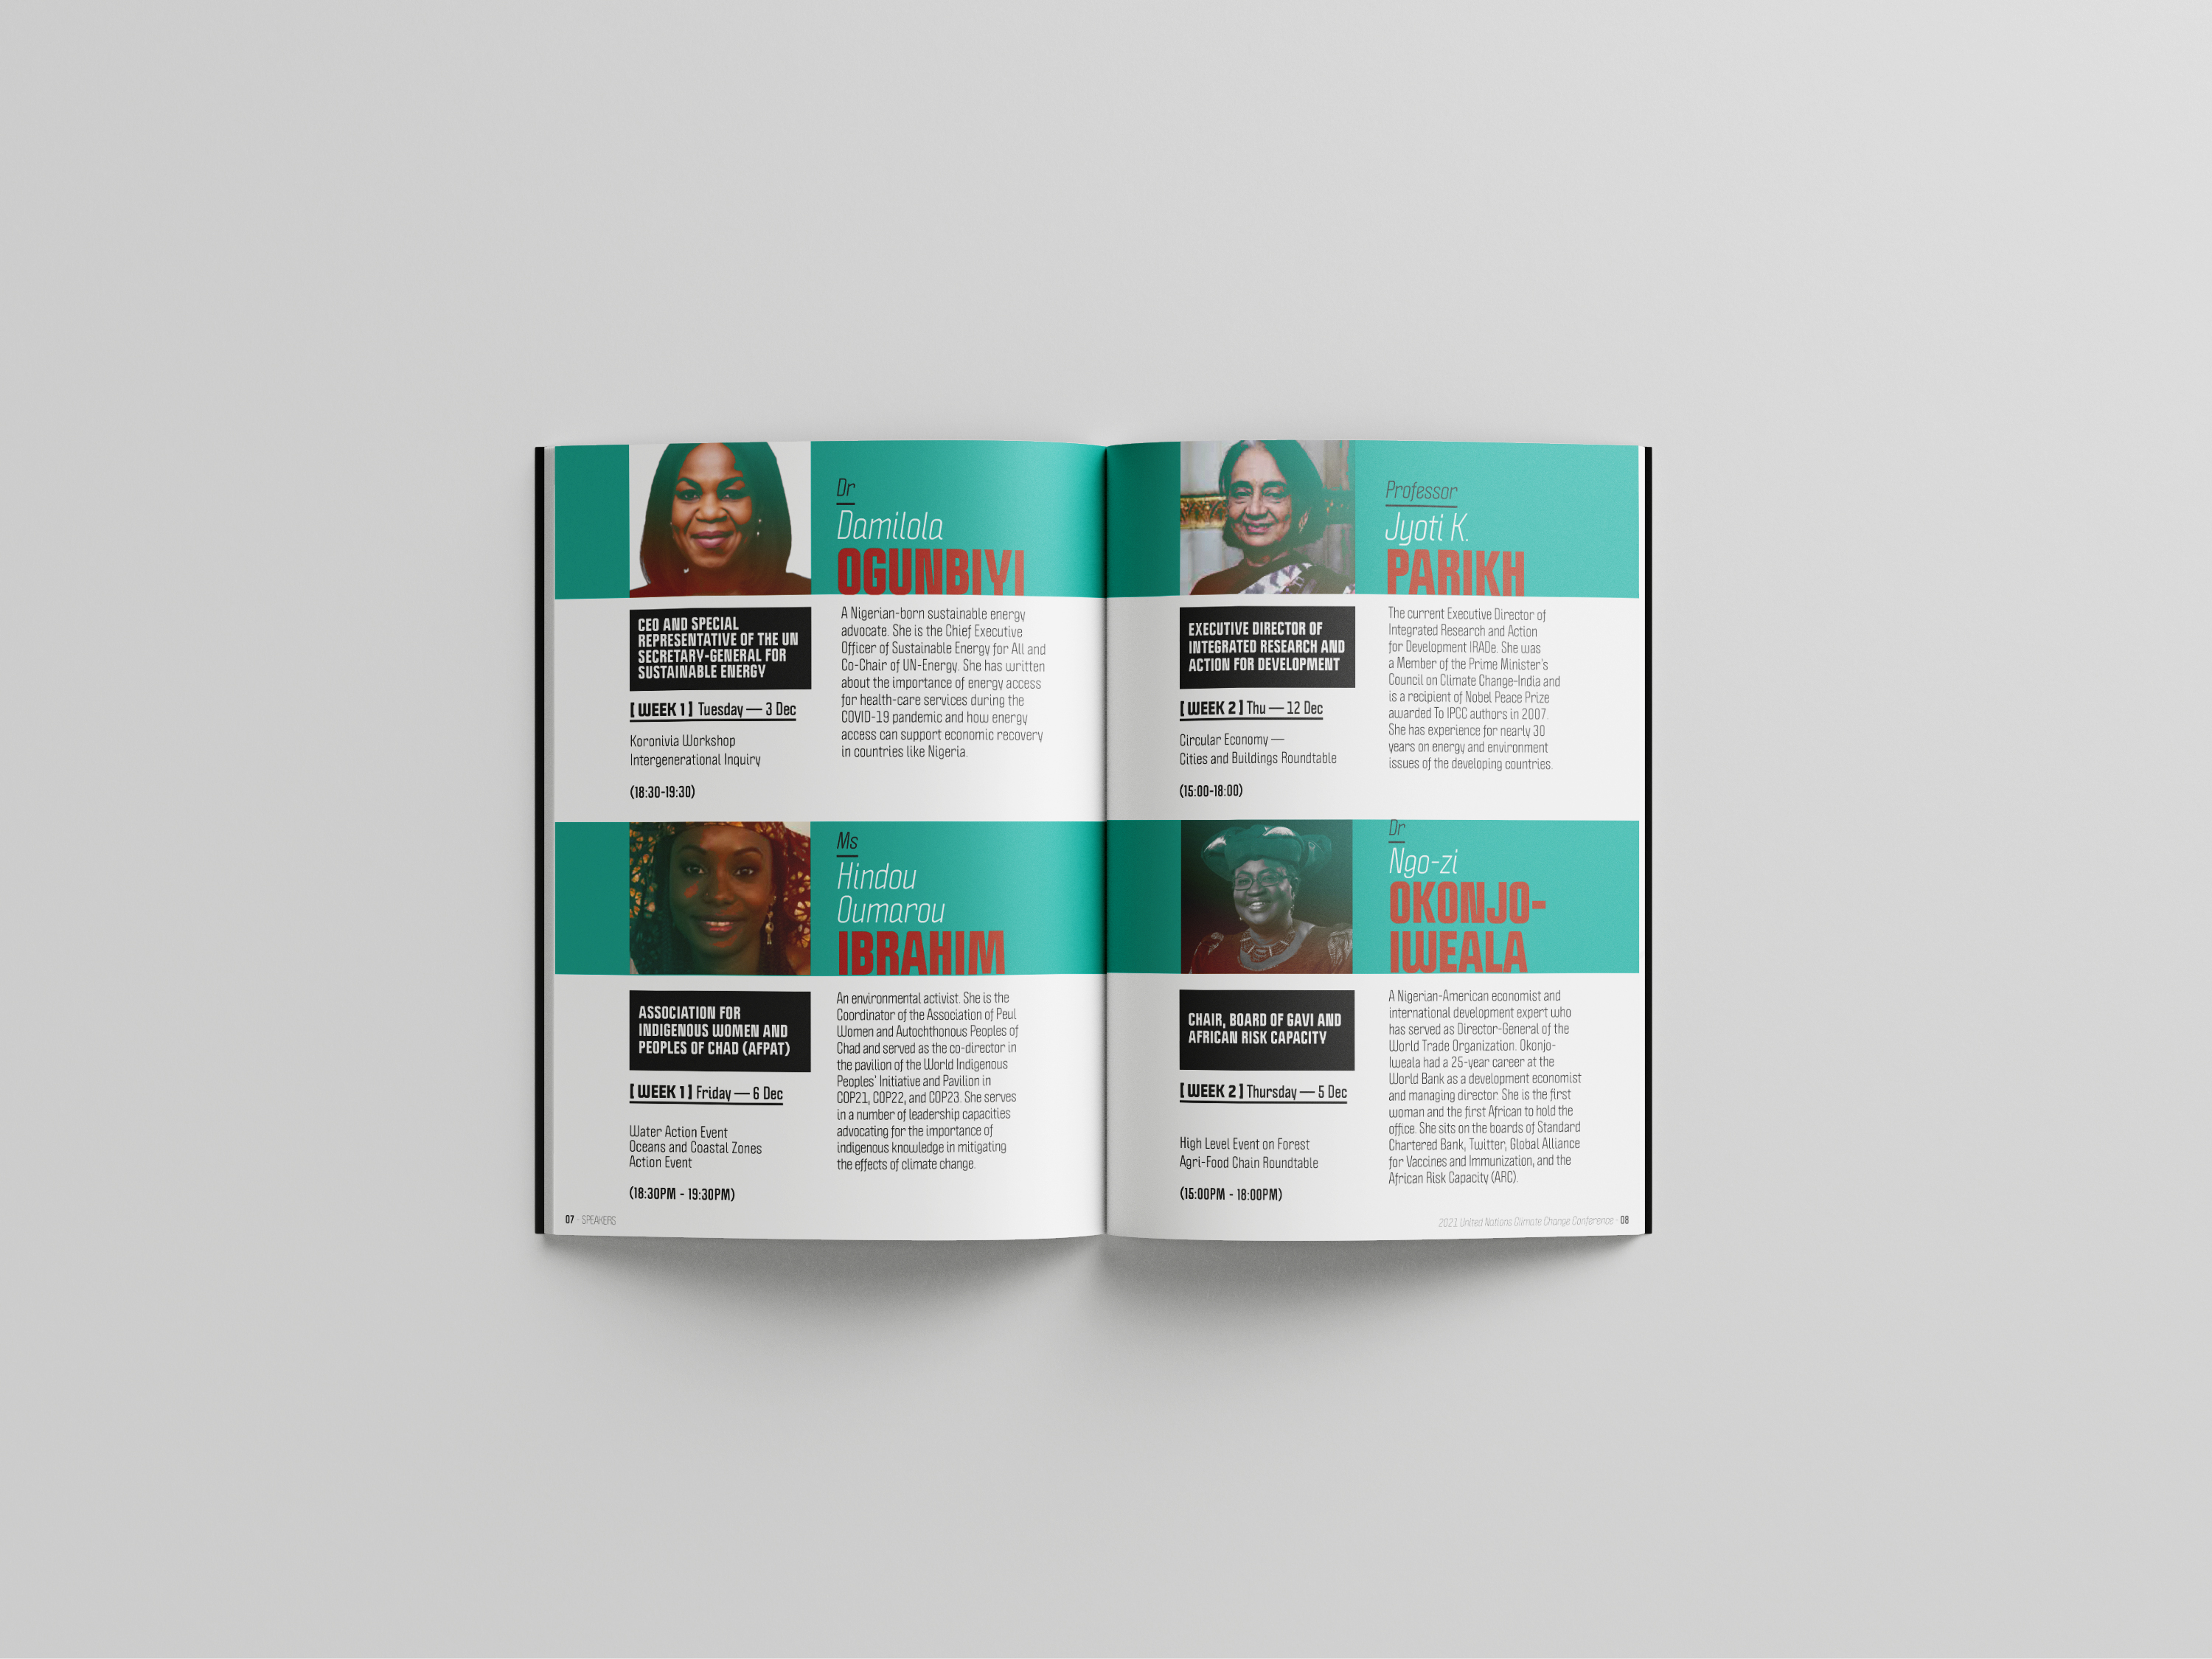 Dr
Damilola
OGUNBIYI
CEO AND SPECIAL
REPRESENTATIVE OF THE UN
SECRETARY-GENERAL FOR
SUSTAINABLE ENERGY
[ WEEK 1 ] Tuesday — 3 Dec
Koronivia Workshop
Intergenerational Inquiry
(18:30-19:30)
A Nigerian-born sustainable energy
advocate. She is the Chief Executive
Officer of Sustainable Energy for All and
Co-Chair of UN-Energy. She has written
about the importance of energy access
for health-care services during the
COVID-19 pandemic and how energy
access can support economic recovery
in countries like Nigeria.
Ms
Hindou
Oumarou
IBRAHIM
ASSOCIATION FOR
INDIGENOUS WOMEN AND
PEOPLES OF CHAD (AFPAT)
[ WEEK 1 ] Friday — 6 Dec
Water Action Event
Oceans and Coastal Zones
Action Event
(18:30PM - 19:30PM)
An environmental activist. She is the
Coordinator of the Association of Peul
Women and Autochthonous Peoples of
Chad and served as the co-director in
the pavilion of the World Indigenous
Peoples' Initiative and Pavilion in
COP21, COP22, and COP23. She serves
in a number of leadership capacities
advocating for the importance of
indigenous knowledge in mitigating
the effects of climate change.
07 - SPEAKERS
Professor
Jyoti K.
PARIKH
EXECUTIVE DIRECTOR OF
INTEGRATED RESEARCH AND
ACTION FOR DEVELOPMENT
[ WEEK 2 ] Thu — 12 Dec
Circular Economy —
Cities and Buildings Roundtable
(15:00-18:00)
The current Executive Director of
Integrated Research and Action
for Development IRADe. She was
a Member of the Prime Minister's
Council on Climate Change-India and
is a recipient of Nobel Peace Prize
awarded To IPCC authors in 2007.
She has experience for nearly 30
years on energy and environment
issues of the developing countries.
Dr
Ngo-zi
OKONJO-
IWEALA
CHAIR, BOARD OF GAVI AND
AFRICAN RISK CAPACITY
[ WEEK 2 ] Thursday — 5 Dec
High Level Event on Forest
Agri-Food Chain Roundtable
(15:00PM - 18:00PM)
A Nigerian-American economist and
international development expert who
has served as Director-General of the
World Trade Organization. Okonjo-
Iweala had a 25-year career at the
World Bank as a development economist
and managing director. She is the first
woman and the first African to hold the
office. She sits on the boards of Standard
Chartered Bank, Twitter, Global Alliance
for Vaccines and Immunization, and the
African Risk Capacity (ARC).
2021 United Nations Climate Change Conference - 08